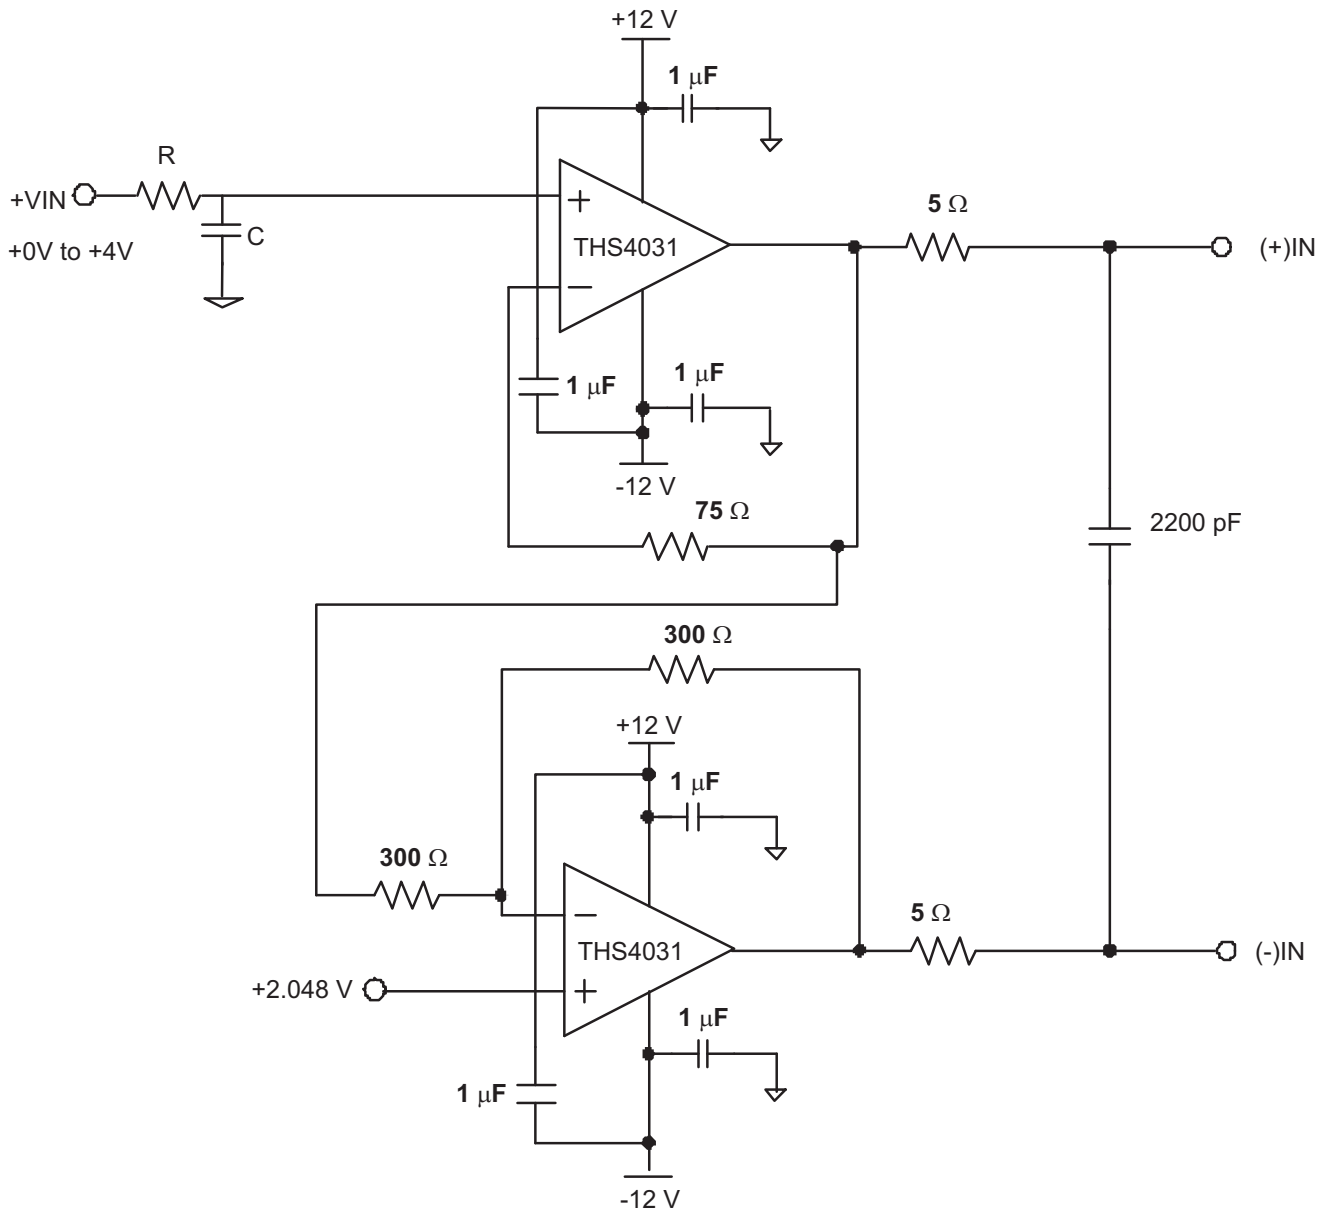 +12 V
1 μF
R
+VIN
C
+0V to +4V
+
THS4031
−
5 Ω
(+)IN
1 μF
1 μF
-12 V
75 Ω
2200 pF
300 Ω
+12 V
1 μF
300 Ω
−
THS4031
+
5 Ω
(-)IN
+2.048 V
1 μF
1 μF
-12 V